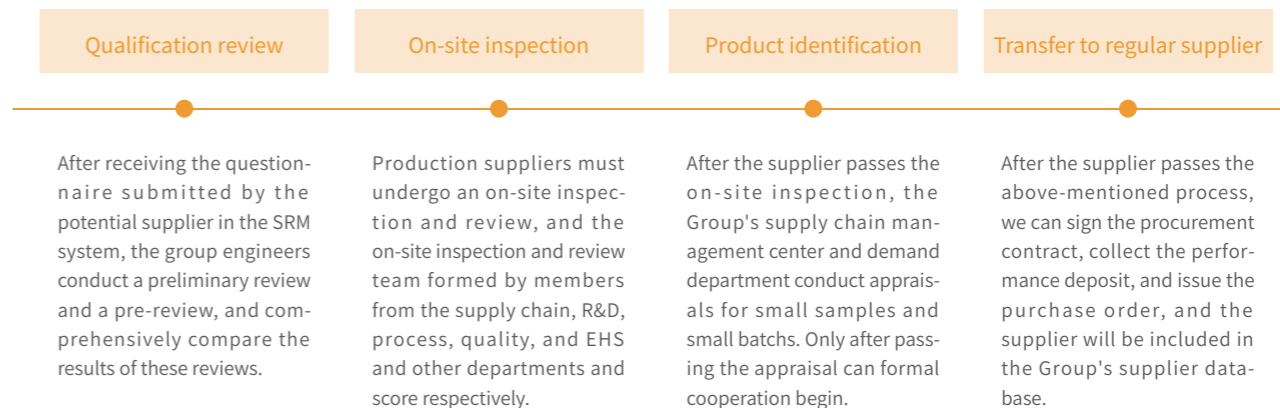 Qualification review
On-site inspection
Product identification
Transfer to regular supplier
After receiving the question-
naire submitted by the
potential supplier in the SRM
system, the group engineers
conduct a preliminary review
and a pre-review, and com-
prehensively compare the
results of these reviews.
Production suppliers must
undergo an on-site inspec-
tion and review, and the
on-site inspection and review
team formed by members
from the supply chain, R&D,
process, quality, and EHS
and other departments and
score respectively.
After the supplier passes the
on-site inspection, the
Group's supply chain man-
agement center and demand
department conduct apprais-
als for small samples and
small batchs. Only after pass-
ing the appraisal can formal
cooperation begin.
After the supplier passes the
above-mentioned process,
we can sign the procurement
contract, collect the perfor-
mance deposit, and issue the
purchase order, and the
supplier will be included in
the Group's supplier data-
base.